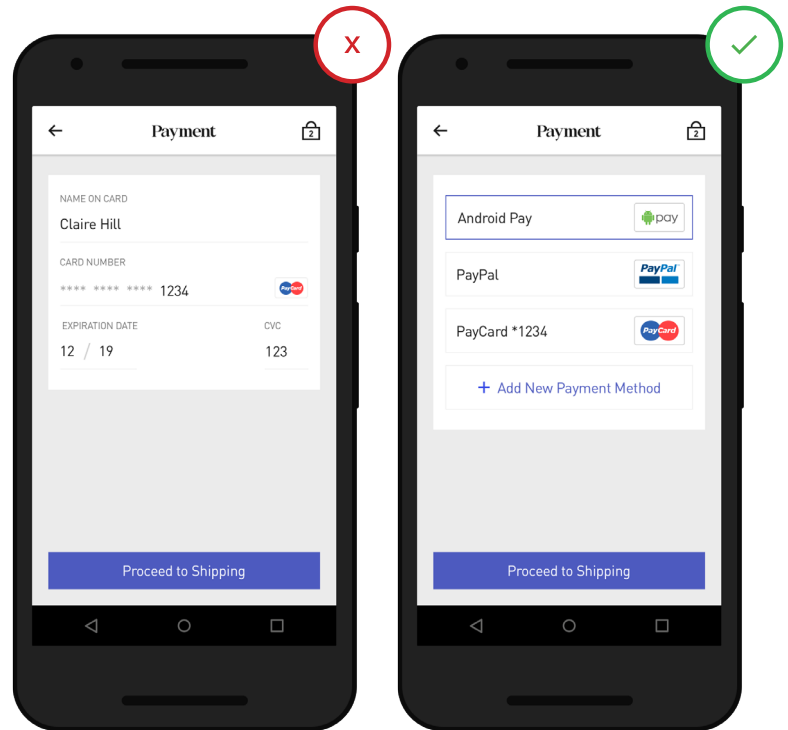 X
Payment
2
NAME ON CARD
Claire Hill
CARD NUMBER
**** **** **** 1234
PayCard
EXPIRATION DATE
CVC
12 / 19
123
Proceed to Shipping
Payment
2
Android Pay
pay
PayPal
PayPal
PayCard *1234
PayCard
+ Add New Payment Method
Proceed to Shipping